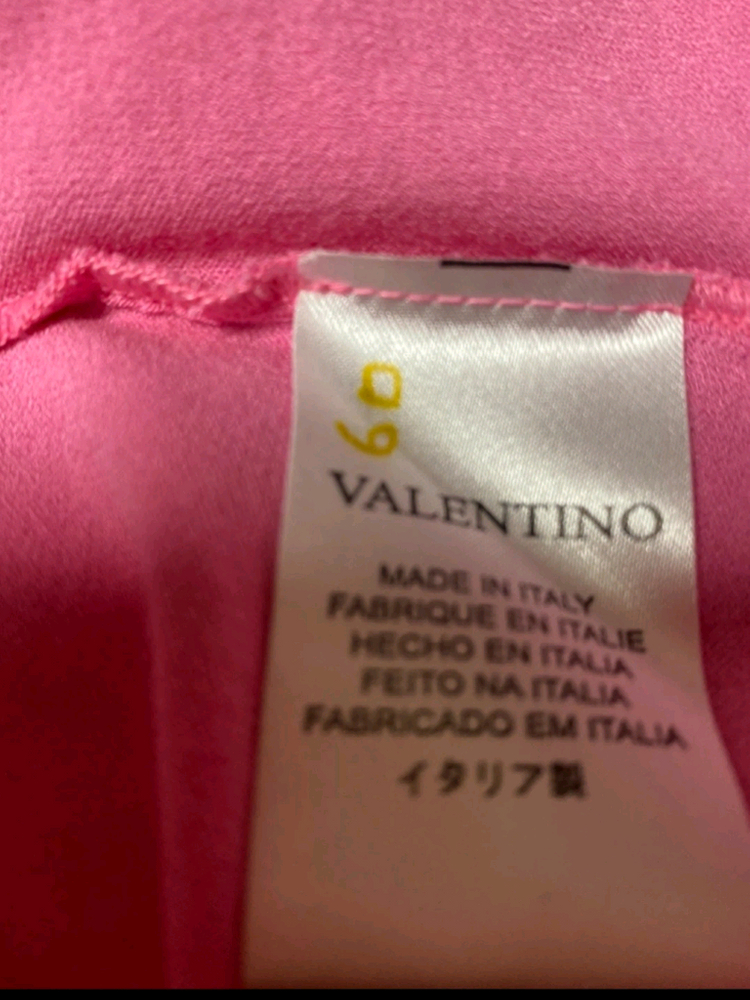 60
VALENTINO
MADE IN ITALY
FABRIQUE EN ITALIE
HECHO EN ITALIA
FEITO NA ITALIA
FABRICADO EM ITALIA
イタリア製